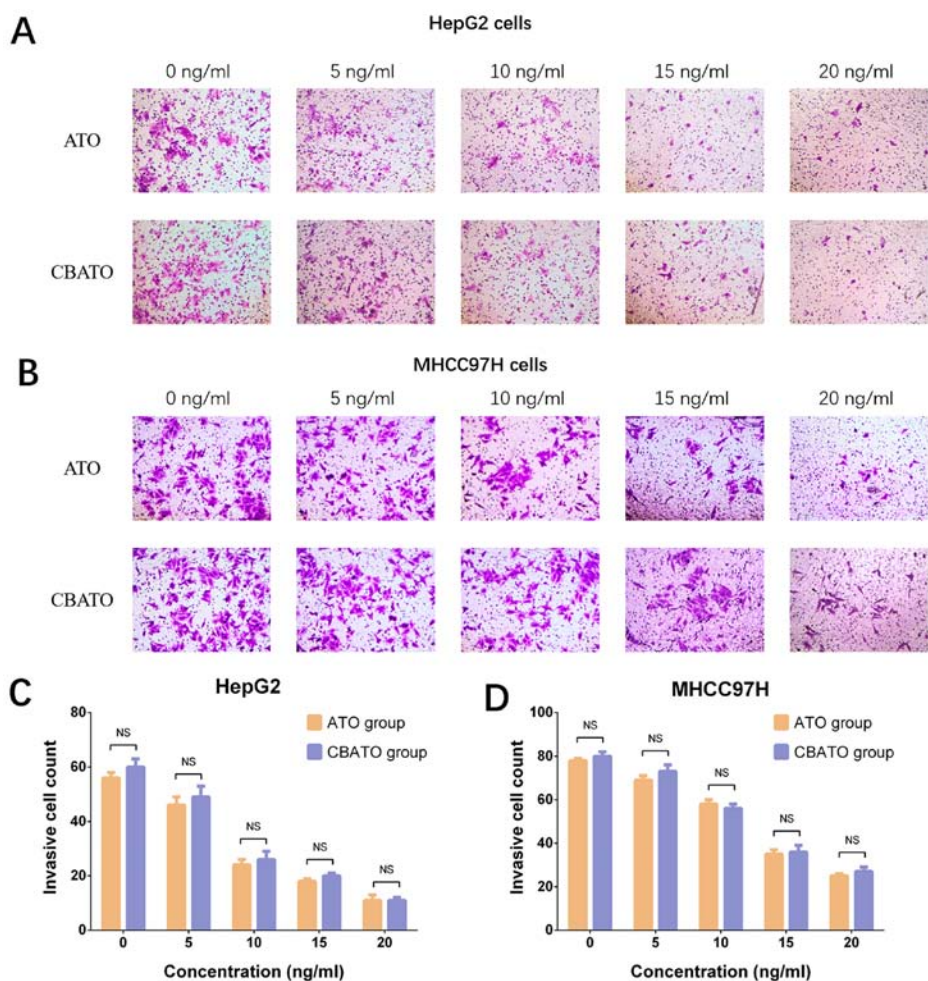 A
HepG2 cells
0 ng/ml 5 ng/ml 10 ng/ml 15 ng/ml 20 ng/ml
ATO
CBATO
B
MHCC97H cells
0 ng/ml 5 ng/ml 10 ng/ml 15 ng/ml 20 ng/ml
ATO
CBATO
C
HepG2
ATO group
CBATO group
Invasive cell count
80
60
40
20
0
NS NS NS NS NS
0 5 10 15 20
Concentration (ng/ml)
D
MHCC97H
ATO group
CBATO group
Invasive cell count
100
80
60
40
20
0
NS NS NS NS NS
0 5 10 15 20
Concentration (ng/ml)